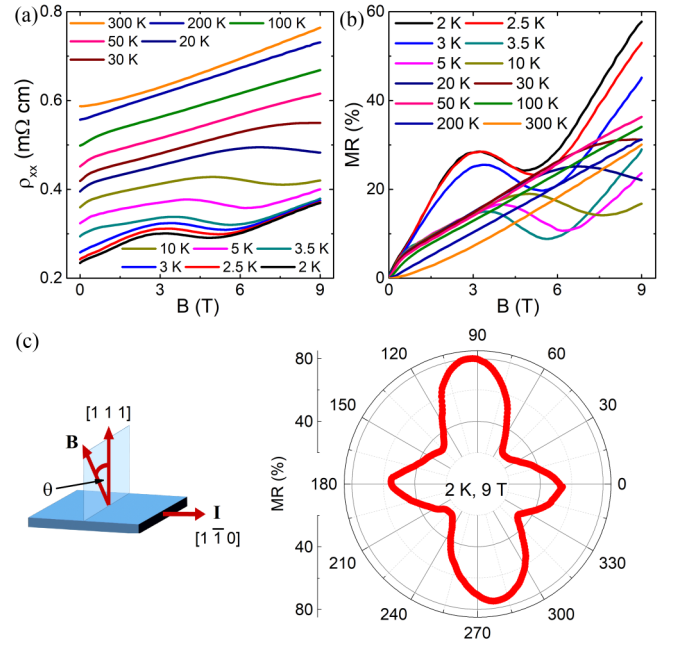 (a)
300 K 200 K 100 K
50 K 20 K
30 K
0.8
0.6
0.4
0.2
ρxx (mΩ cm)
10 K 5 K 3.5 K
3 K 2.5 K 2 K
0 3 6 9
B (T)
(b)
60
40
20
0
MR (%)
2 K 2.5 K
3 K 3.5 K
5 K 10 K
20 K 30 K
50 K 100 K
200 K 300 K
0 3 6 9
B (T)
(c)
[1 1 1]
B
θ
I
[1 1̅ 0]
MR (%)
80
40
40
80
90
120 60
150 30
180 0
2 K, 9 T
210 330
240 300
270